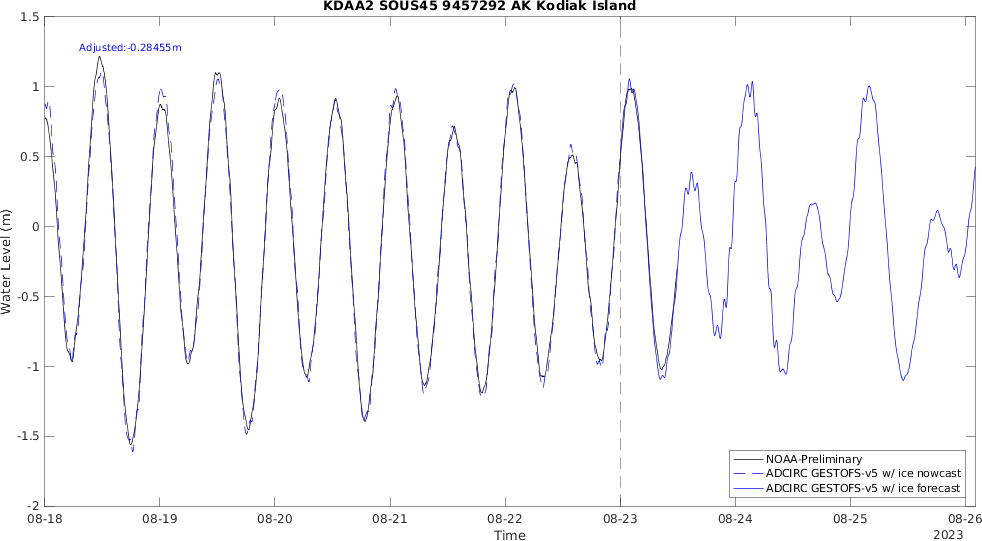 KDAA2 SOUS45 9457292 AK Kodiak Island
Adjusted:-0.28455m
Water Level (m)
1.5
1
0.5
0
-0.5
-1
-1.5
-2
NOAA-Preliminary
ADCIRC GESTOFS-v5 w/ ice nowcast
ADCIRC GESTOFS-v5 w/ ice forecast
08-18 08-19 08-20 08-21 08-22 08-23 08-24 08-25 08-26
Time
2023